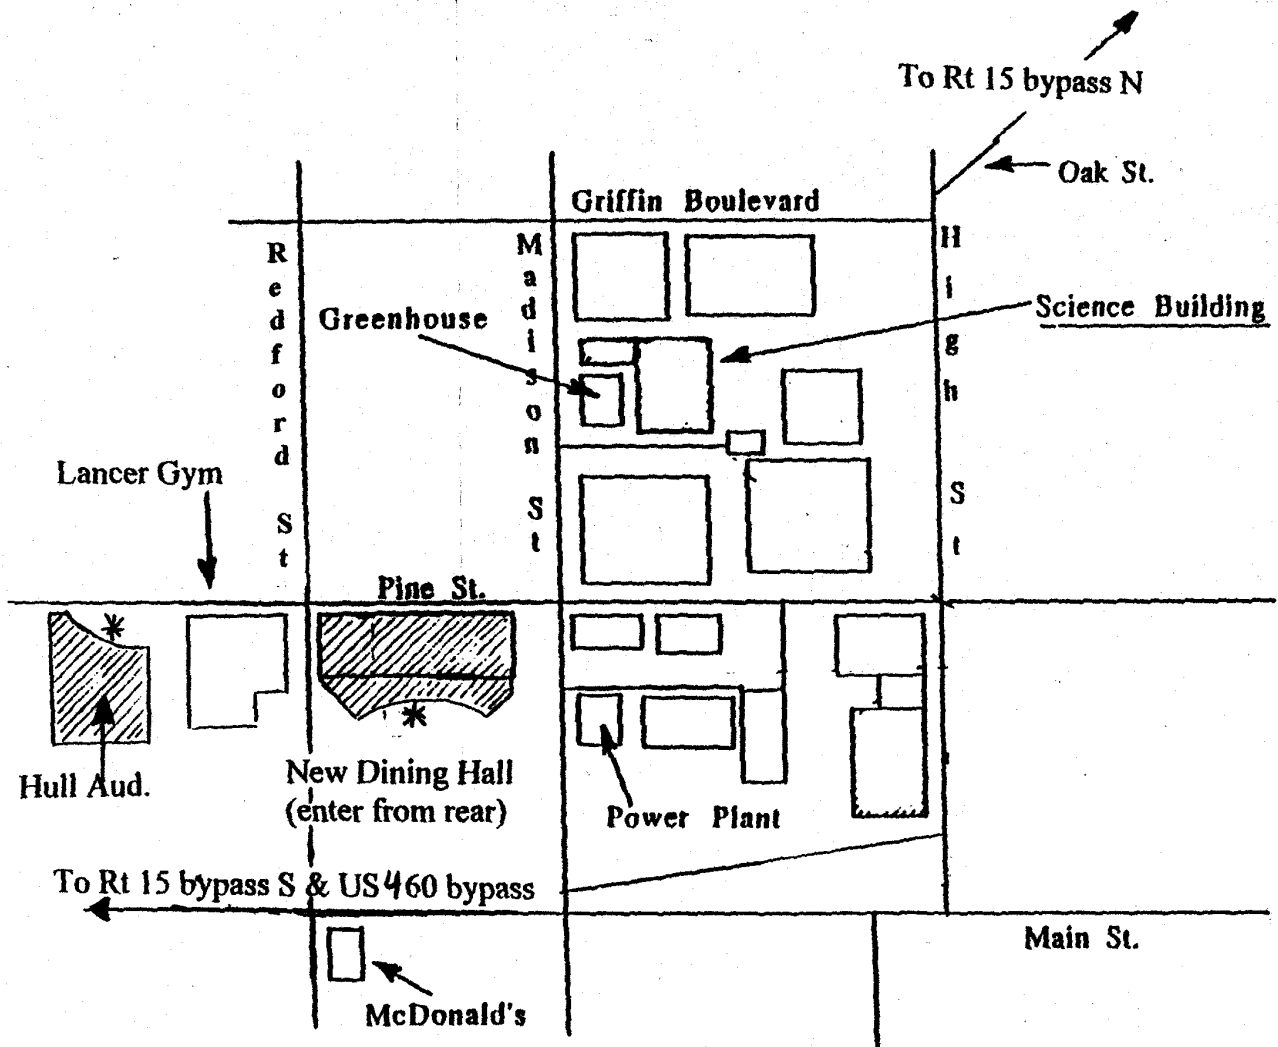 To Rt 15 bypass N
Oak St.
Griffin Boulevard
Redford St
Madison St
High St
Greenhouse
Science Building
Lancer Gym
Pine St.
Hull Aud.
New Dining Hall
(enter from rear)
Power Plant
To Rt 15 bypass S & US 460 bypass
Main St.
McDonald's